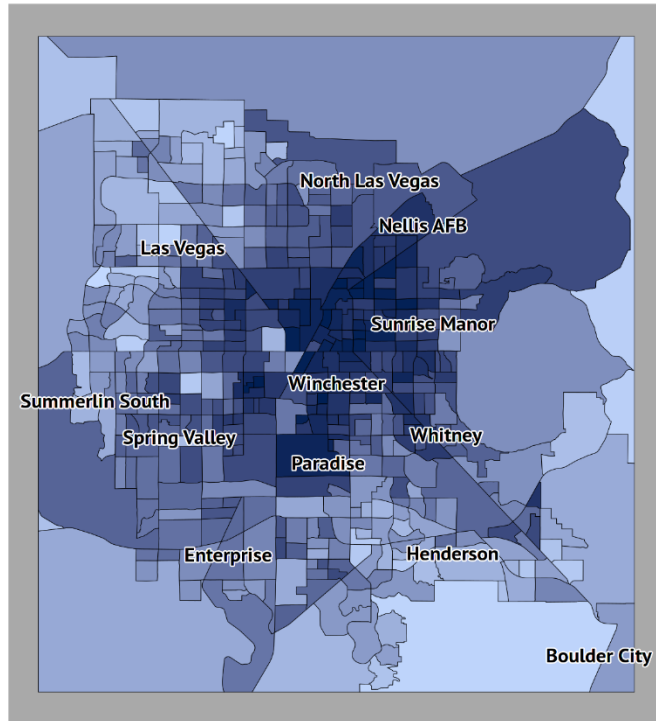 North Las Vegas
Nellis AFB
Las Vegas
Sunrise Manor
Winchester
Summerlin South
Spring Valley
Whitney
Paradise
Enterprise
Henderson
Boulder City